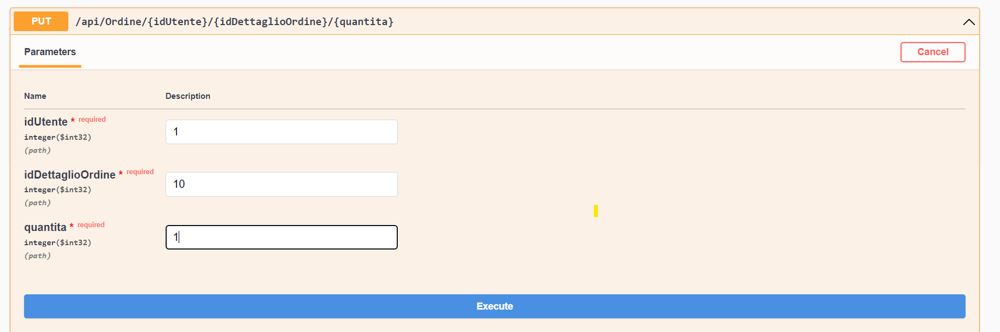 PUT /api/Ordine/{idUtente}/{idDettaglioOrdine}/{quantita}
Parameters Cancel
Name Description
idUtente * required
integer($int32)
(path)
1
idDettaglioOrdine * required
integer($int32)
(path)
10
quantita * required
integer($int32)
(path)
1
Execute